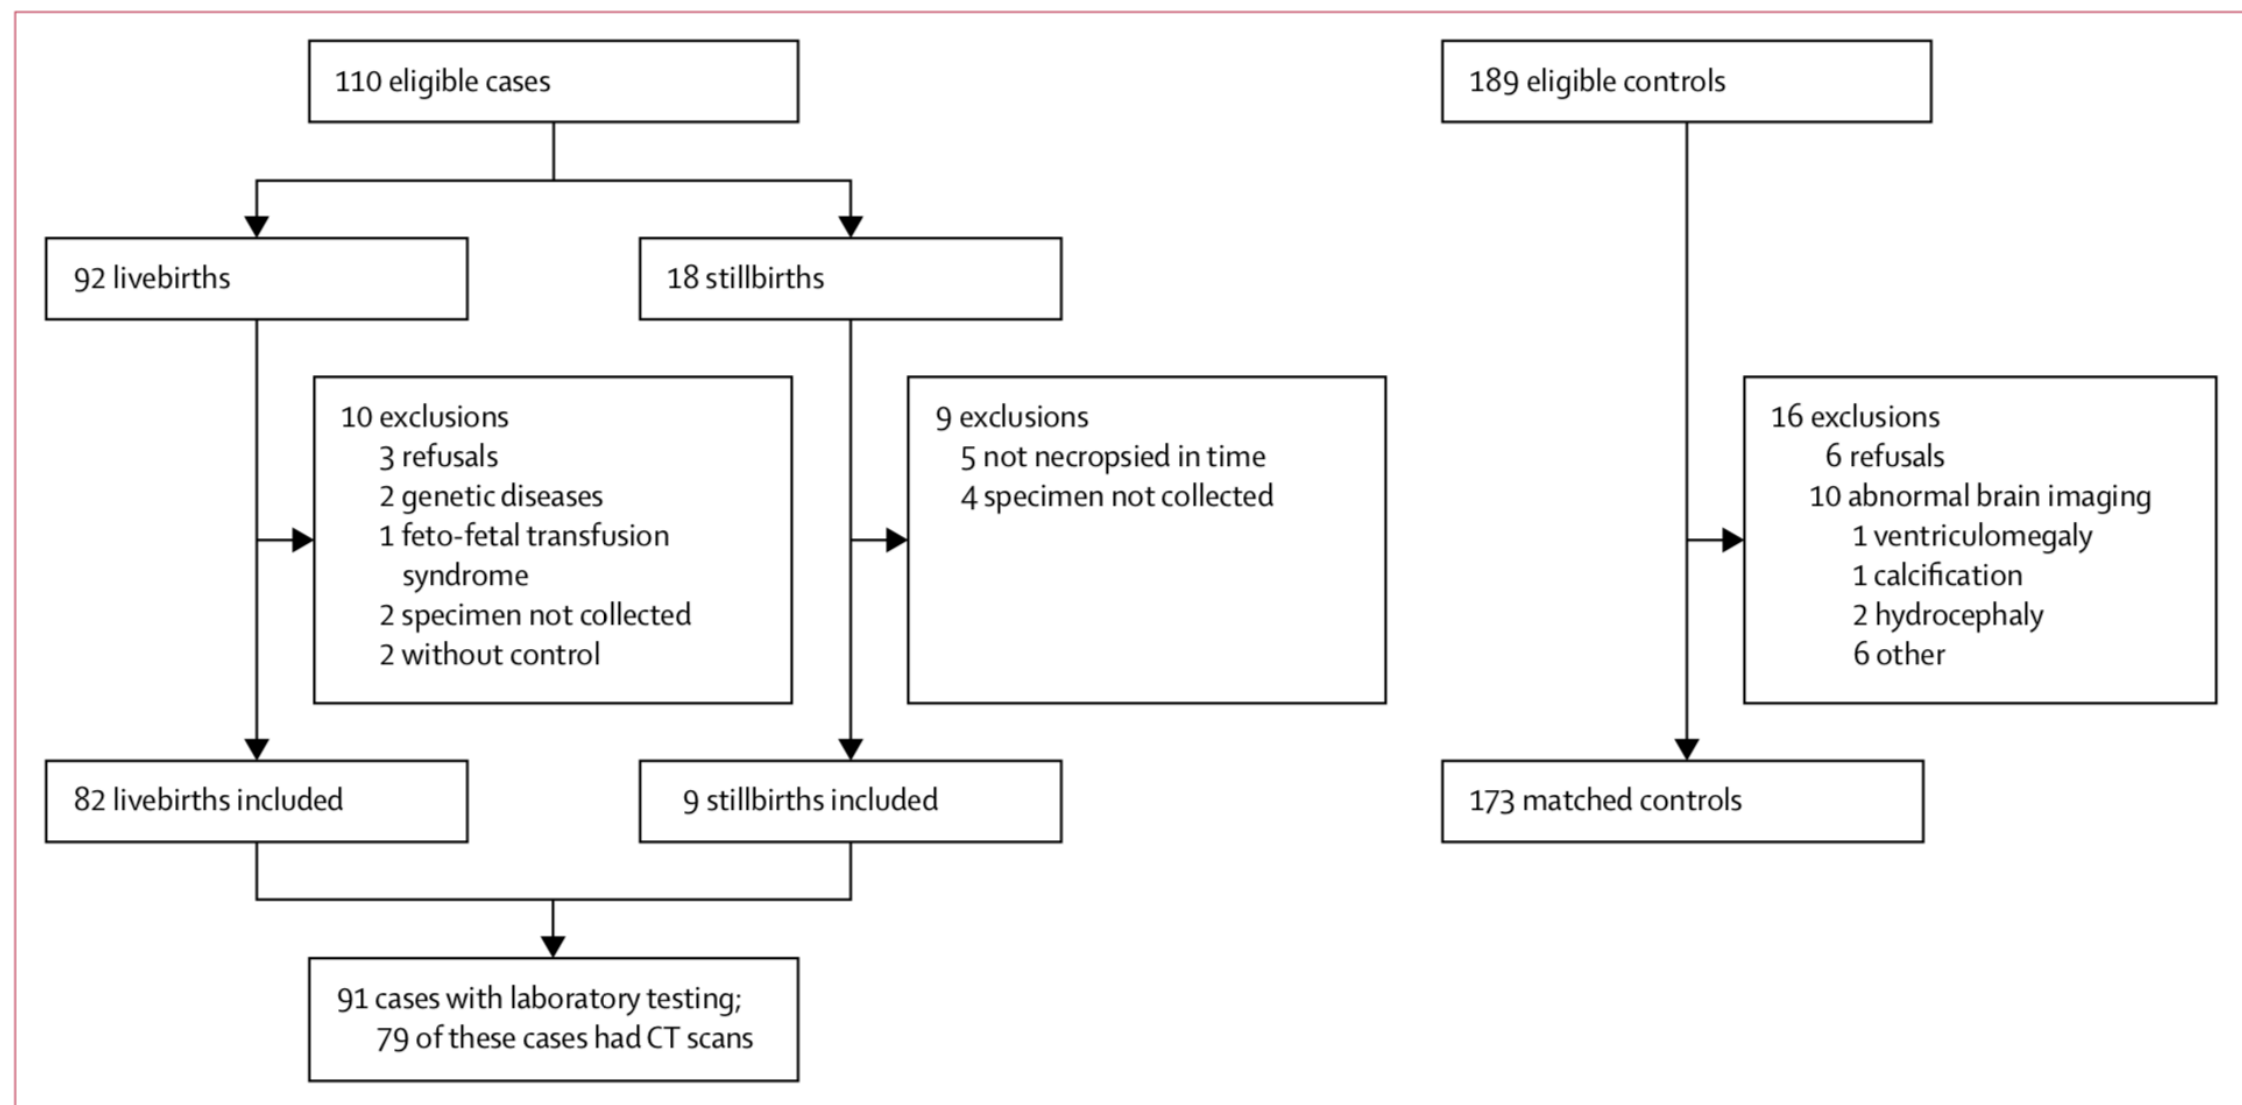 110 eligible cases
189 eligible controls
92 livebirths
18 stillbirths
10 exclusions
3 refusals
2 genetic diseases
1 feto-fetal transfusion
syndrome
2 specimen not collected
2 without control
9 exclusions
5 not necropsied in time
4 specimen not collected
16 exclusions
6 refusals
10 abnormal brain imaging
1 ventriculomegaly
1 calcification
2 hydrocephaly
6 other
82 livebirths included
9 stillbirths included
173 matched controls
91 cases with laboratory testing;
79 of these cases had CT scans